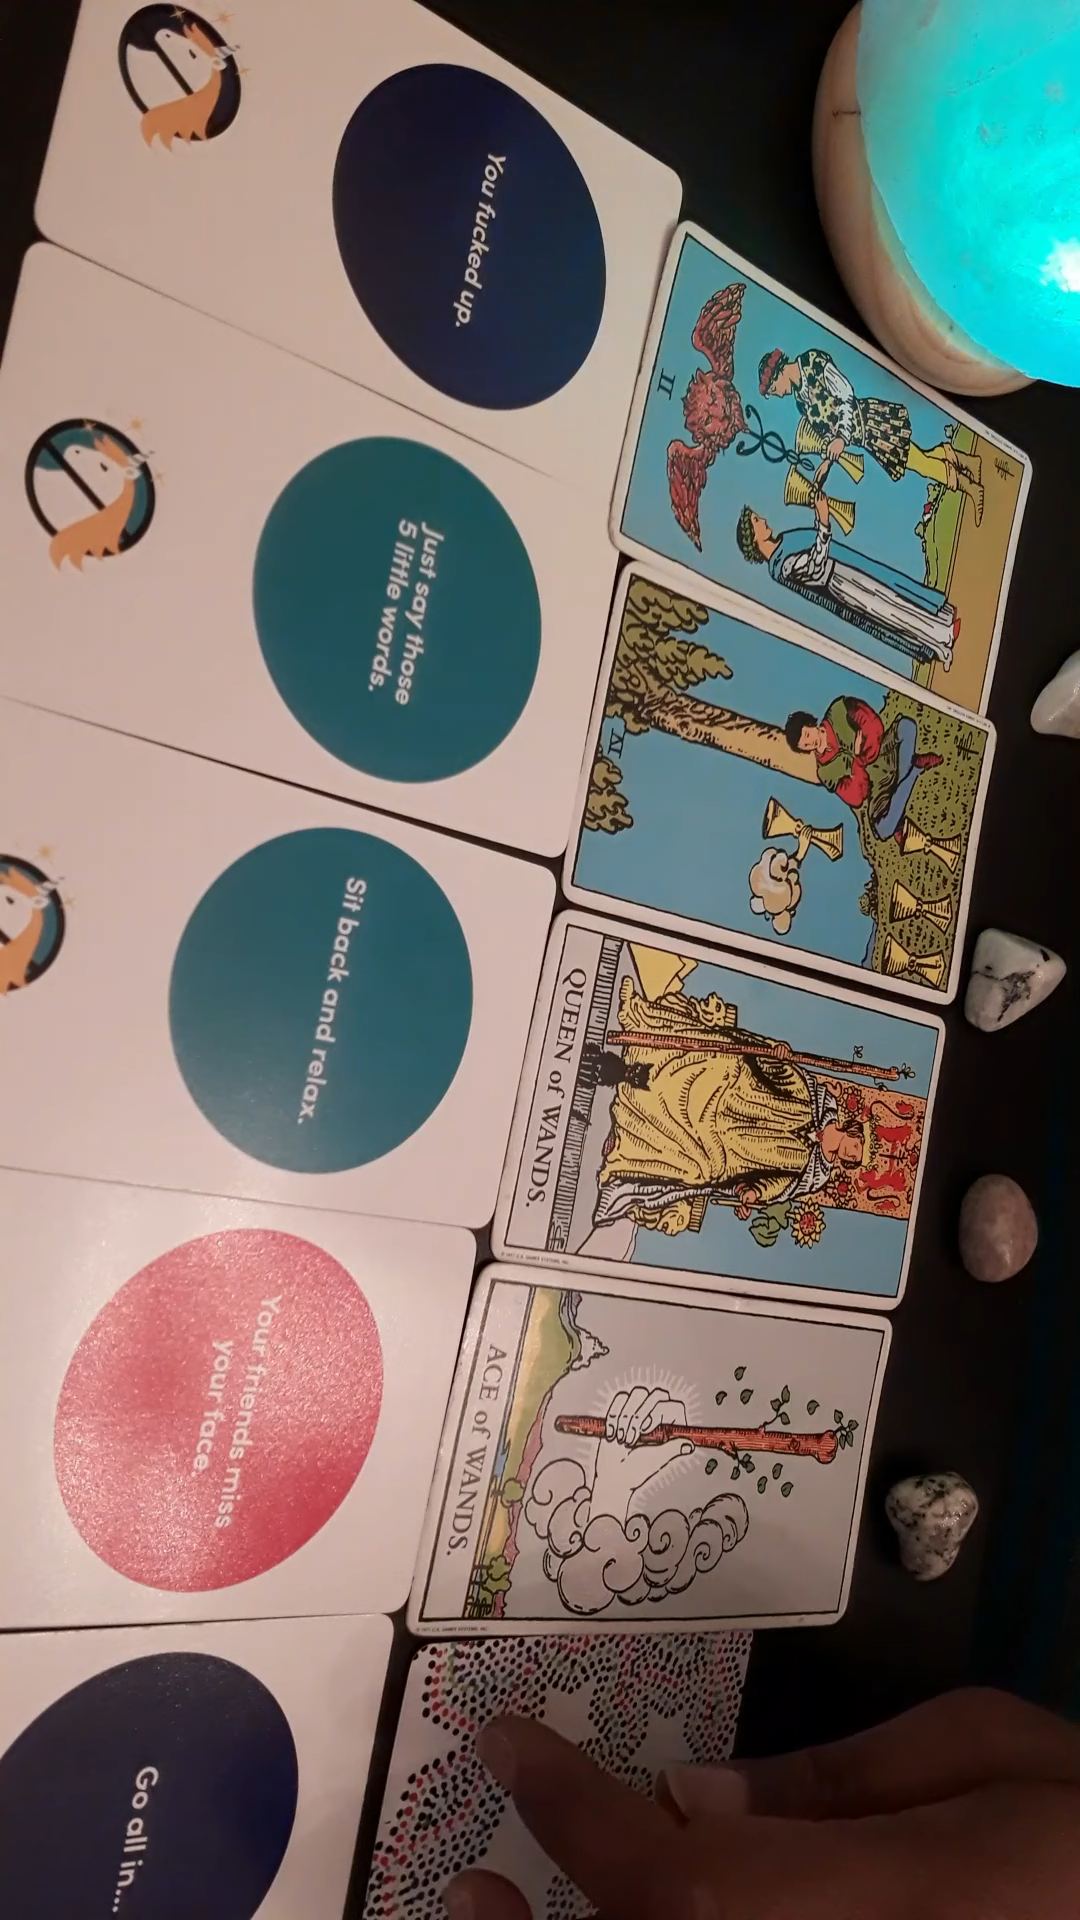 You fucked up.
Just say those
5 little words.
Sit back and relax.
Your friends miss
your face.
Go all in...
II
IV
QUEEN of WANDS.
ACE of WANDS.